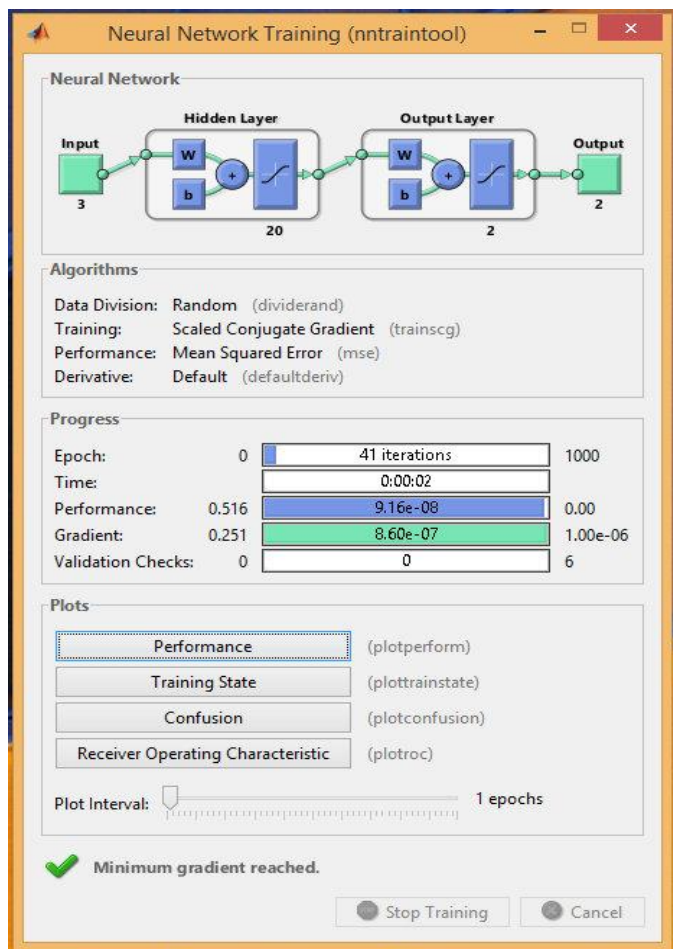 Neural Network Training (nntraintool)
Neural Network
Hidden Layer
Output Layer
Input
Output
W
b
+
W
b
+
3
20
2
2
Algorithms
Data Division: Random (dividerand)
Training: Scaled Conjugate Gradient (trainscg)
Performance: Mean Squared Error (mse)
Derivative: Default (defaultderiv)
Progress
Epoch: 0 41 iterations 1000
Time: 0:00:02
Performance: 0.516 9.16e-08 0.00
Gradient: 0.251 8.60e-07 1.00e-06
Validation Checks: 0 0 6
Plots
Performance (plotperform)
Training State (plottrainstate)
Confusion (plotconfusion)
Receiver Operating Characteristic (plotroc)
Plot Interval: 1 epochs
Minimum gradient reached.
Stop Training Cancel